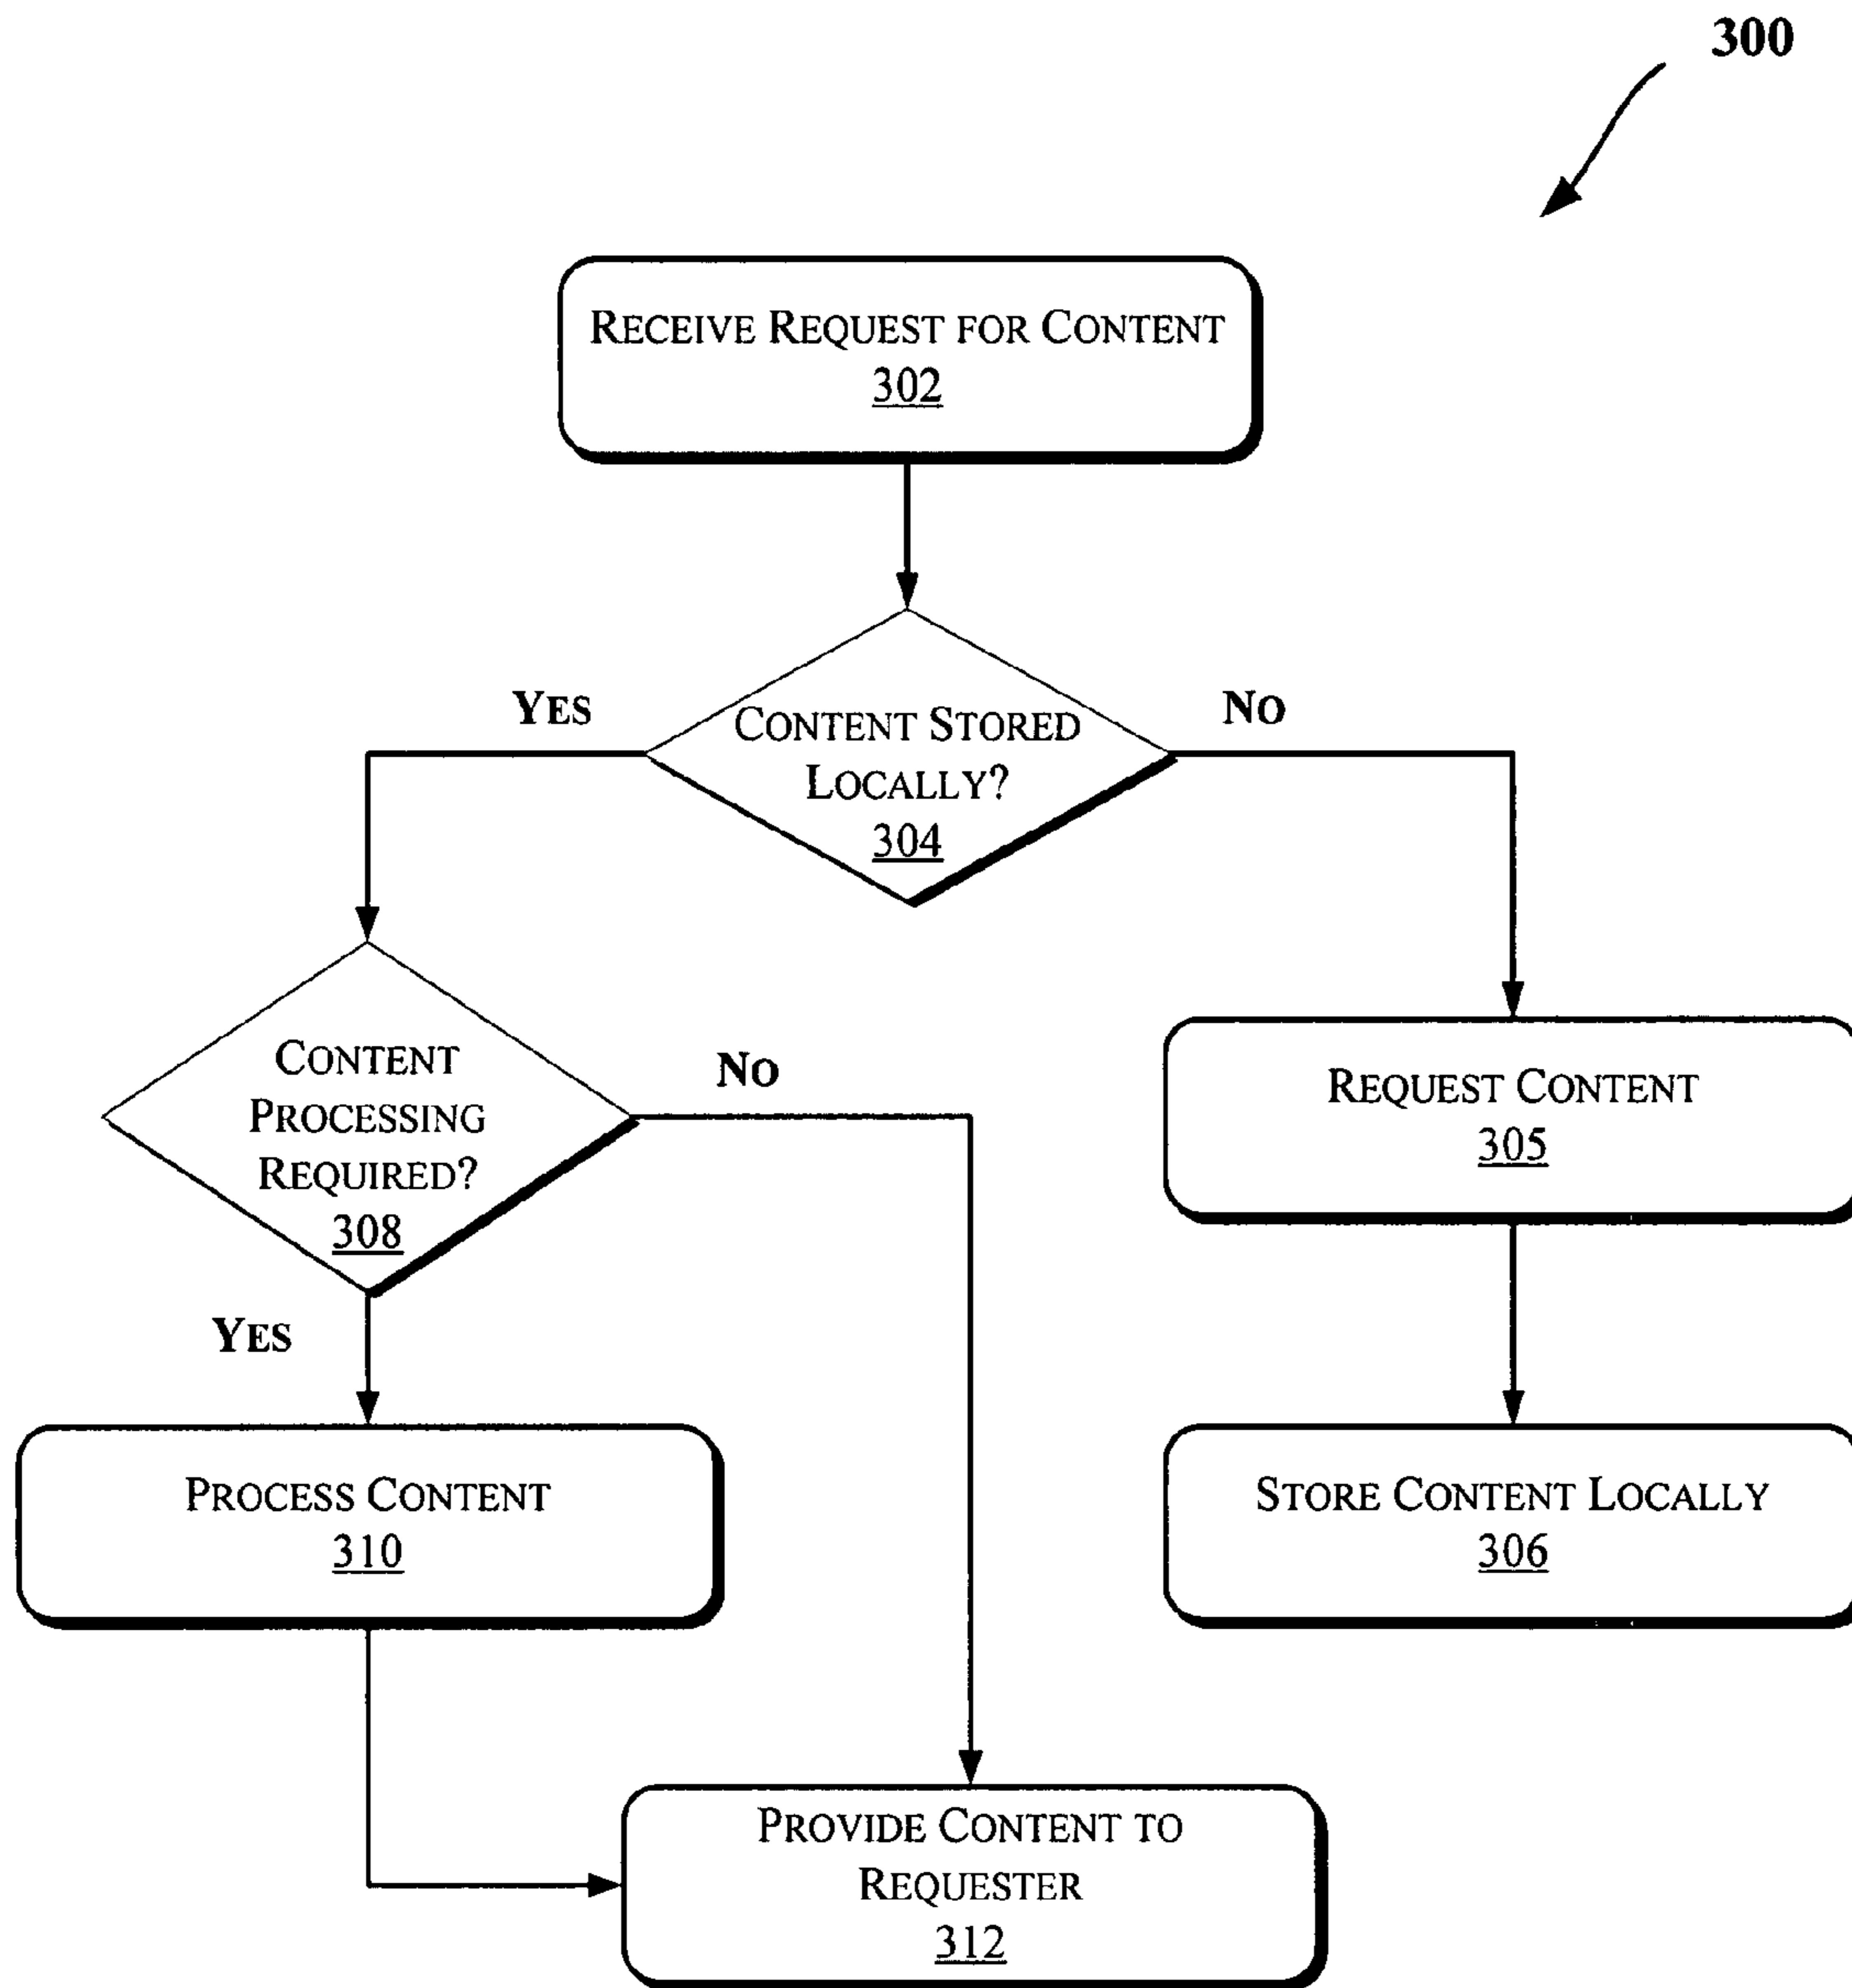 300
RECEIVE REQUEST FOR CONTENT
302
YES
NO
CONTENT STORED
LOCALLY?
304
CONTENT
PROCESSING
REQUIRED?
308
NO
REQUEST CONTENT
305
YES
PROCESS CONTENT
310
STORE CONTENT LOCALLY
306
PROVIDE CONTENT TO
REQUESTER
312